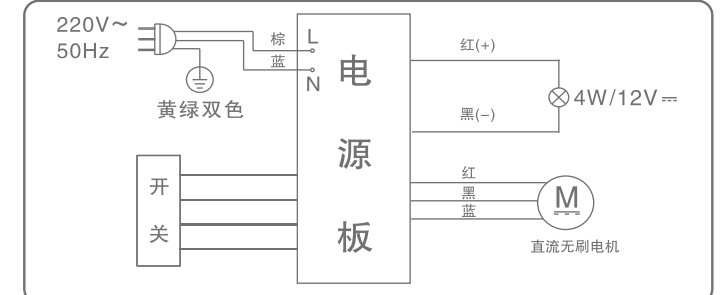 220V～
50Hz
棕
L
蓝
N
黄绿双色
电源板
红(+)
4W/12V⎓
黑(-)
开关
红
黑
蓝
M
直流无刷电机